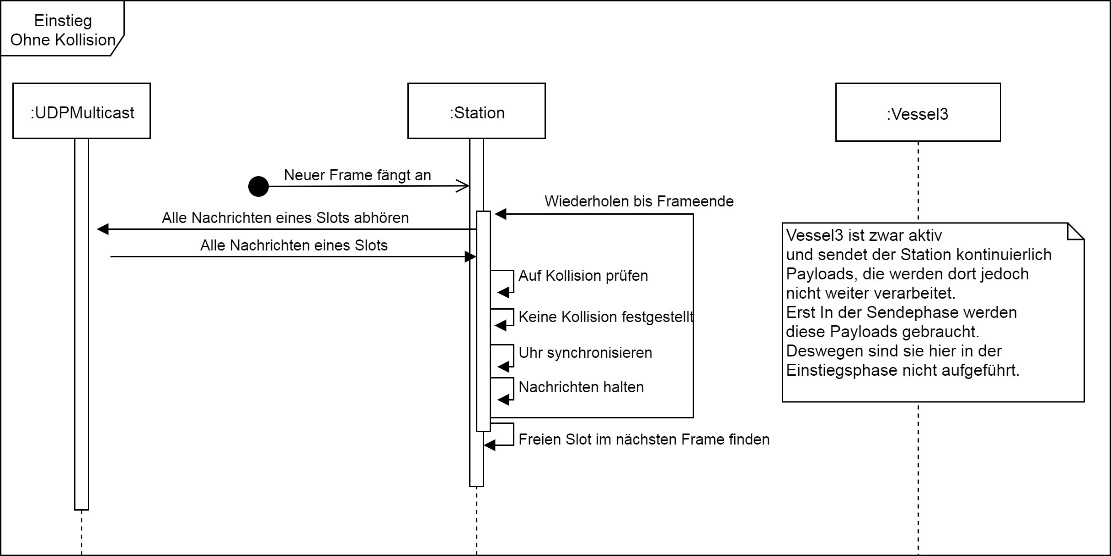 Einstieg
Ohne Kollision
:UDPMulticast
:Station
:Vessel3
Neuer Frame fängt an
Wiederholen bis Frameende
Alle Nachrichten eines Slots abhören
Alle Nachrichten eines Slots
Auf Kollision prüfen
Keine Kollision festgestellt
Uhr synchronisieren
Nachrichten halten
Freien Slot im nächsten Frame finden
Vessel3 ist zwar aktiv
und sendet der Station kontinuierlich
Payloads, die werden dort jedoch
nicht weiter verarbeitet.
Erst In der Sendephase werden
diese Payloads gebraucht.
Deswegen sind sie hier in der
Einstiegsphase nicht aufgeführt.